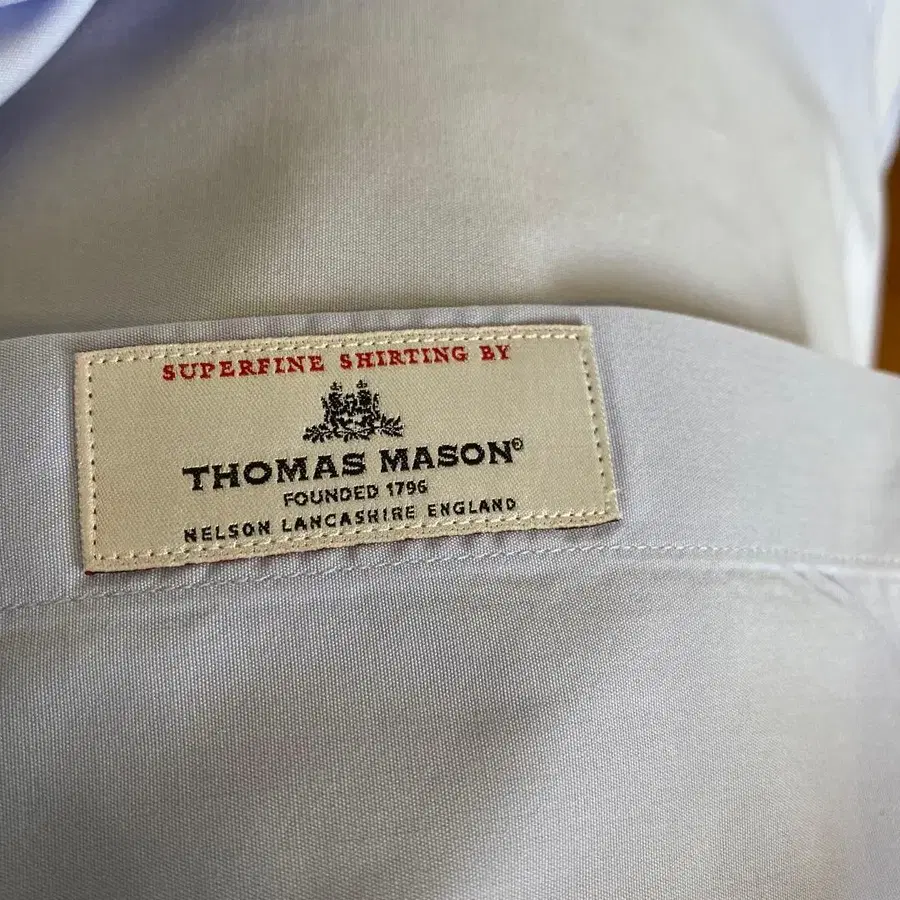 SUPERFINE SHIRTING BY
THOMAS MASON®
FOUNDED 1796
NELSON LANCASHIRE ENGLAND